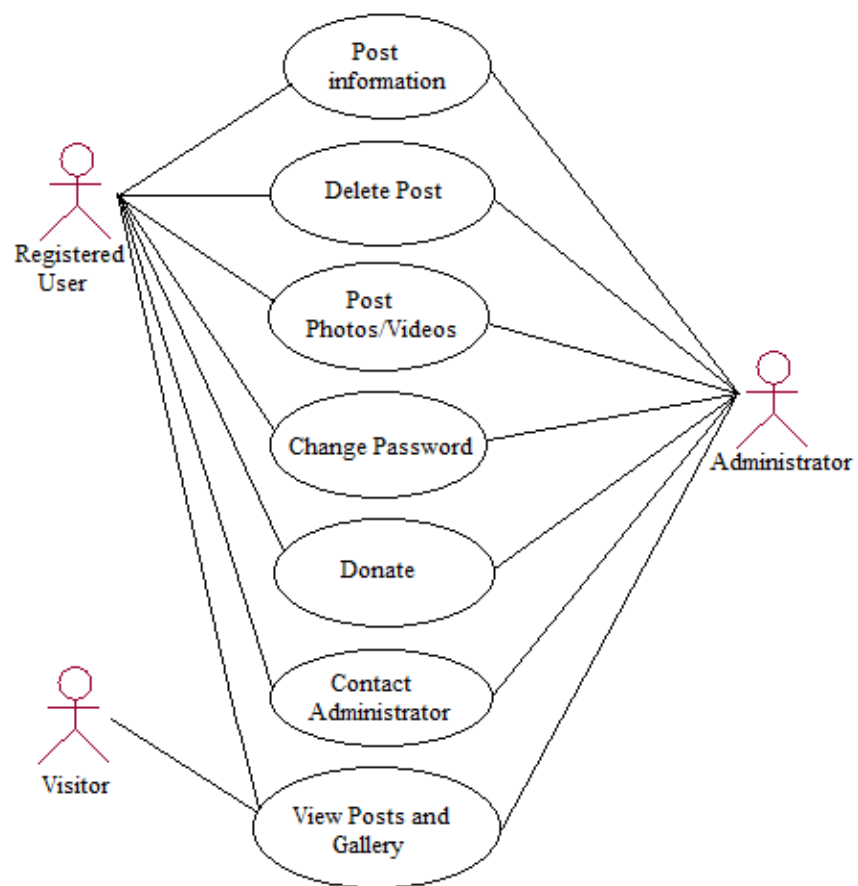 Post
information
Delete Post
Registered
User
Post
Photos/Videos
Change Password
Administrator
Donate
Contact
Administrator
Visitor
View Posts and
Gallery